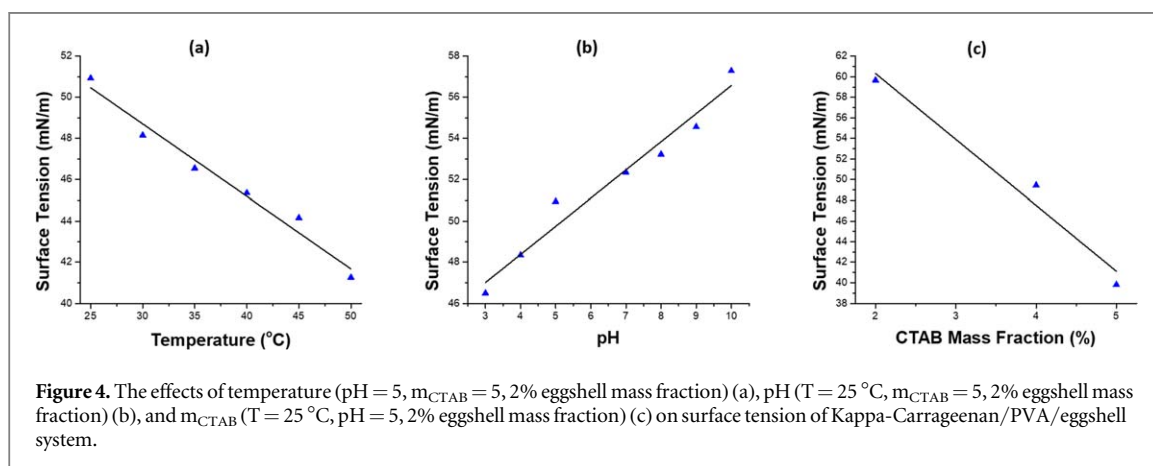 (a)
52
50
48
46
44
42
40
Surface Tension (mN/m)
25 30 35 40 45 50
Temperature (°C)
(b)
58
56
54
52
50
48
46
Surface Tension (mN/m)
3 4 5 6 7 8 9 10
pH
(c)
62
60
58
56
54
52
50
48
46
44
42
40
38
Surface Tension (mN/m)
2 3 4 5
CTAB Mass Fraction (%)
Figure 4. The effects of temperature (pH = 5, mCTAB = 5, 2% eggshell mass fraction) (a), pH (T = 25 °C, mCTAB = 5, 2% eggshell mass
fraction) (b), and mCTAB (T = 25 °C, pH = 5, 2% eggshell mass fraction) (c) on surface tension of Kappa-Carrageenan/PVA/eggshell
system.